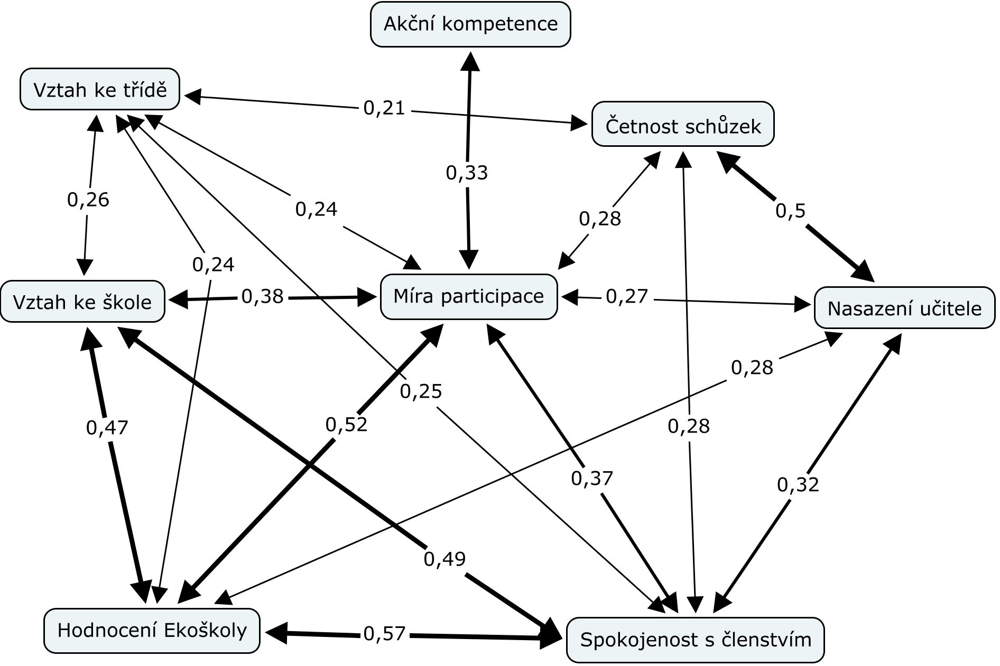 Akční kompetence
Vztah ke třídě
0,21
Četnost schůzek
0,33
0,26
0,24
0,28
0,5
0,24
Vztah ke škole
0,38
Míra participace
0,27
Nasazení učitele
0,28
0,25
0,47
0,52
0,28
0,37
0,32
0,49
Hodnocení Ekoškoly
0,57
Spokojenost s členstvím